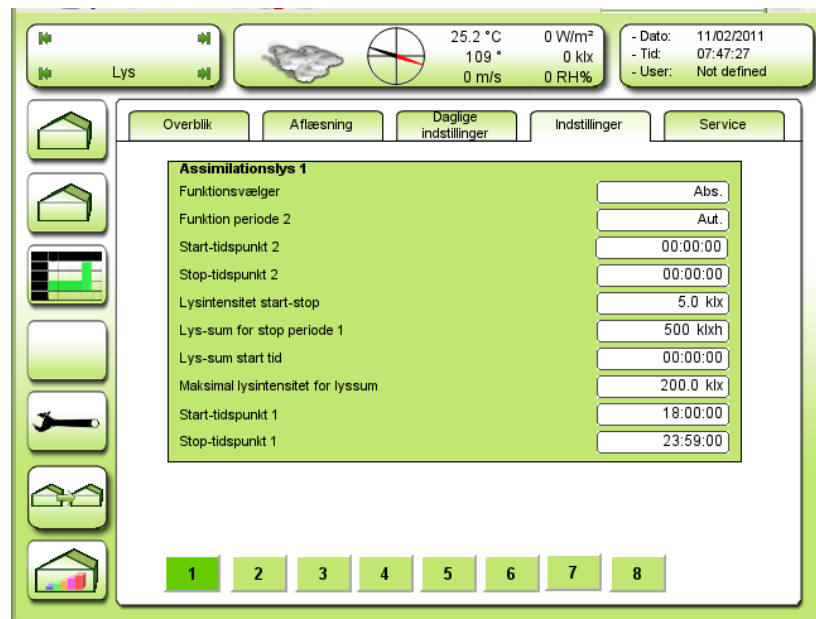 Lys
25.2 °C
109 °
0 m/s
0 W/m²
0 klx
0 RH%
- Dato: 11/02/2011
- Tid: 07:47:27
- User: Not defined
Overblik
Aflæsning
Daglige
indstillinger
Indstillinger
Service
Assimilationslys 1
Funktionsvælger Abs.
Funktion periode 2 Aut.
Start-tidspunkt 2 00:00:00
Stop-tidspunkt 2 00:00:00
Lysintensitet start-stop 5.0 klx
Lys-sum for stop periode 1 500 klxh
Lys-sum start tid 00:00:00
Maksimal lysintensitet for lyssum 200.0 klx
Start-tidspunkt 1 18:00:00
Stop-tidspunkt 1 23:59:00
1 2 3 4 5 6 7 8